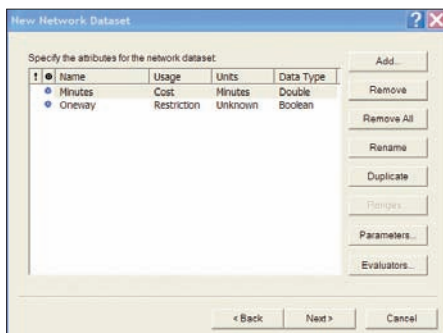 New Network Dataset
Specify the attributes for the network dataset:
! Name Usage Units Data Type
Minutes Cost Minutes Double
Oneway Restriction Unknown Boolean
Add...
Remove
Remove All
Rename
Duplicate
Ranges...
Parameters...
Evaluators...
< Back Next > Cancel